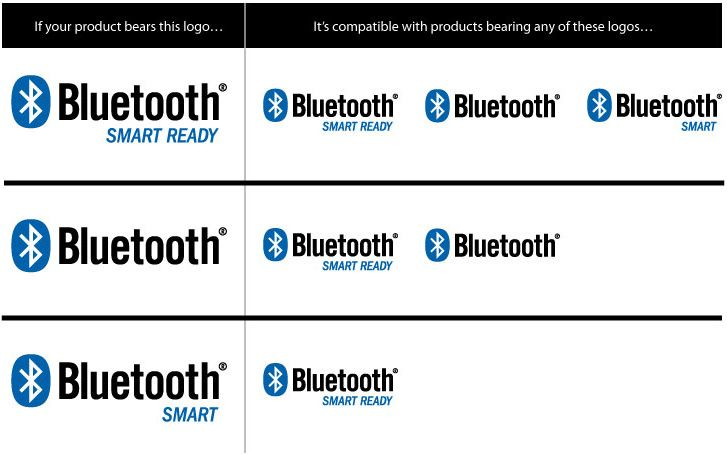 If your product bears this logo…
It's compatible with products bearing any of these logos…
Bluetooth®
SMART READY
Bluetooth®
SMART READY
Bluetooth®
Bluetooth®
SMART
Bluetooth®
Bluetooth®
SMART READY
Bluetooth®
Bluetooth®
SMART
Bluetooth®
SMART READY